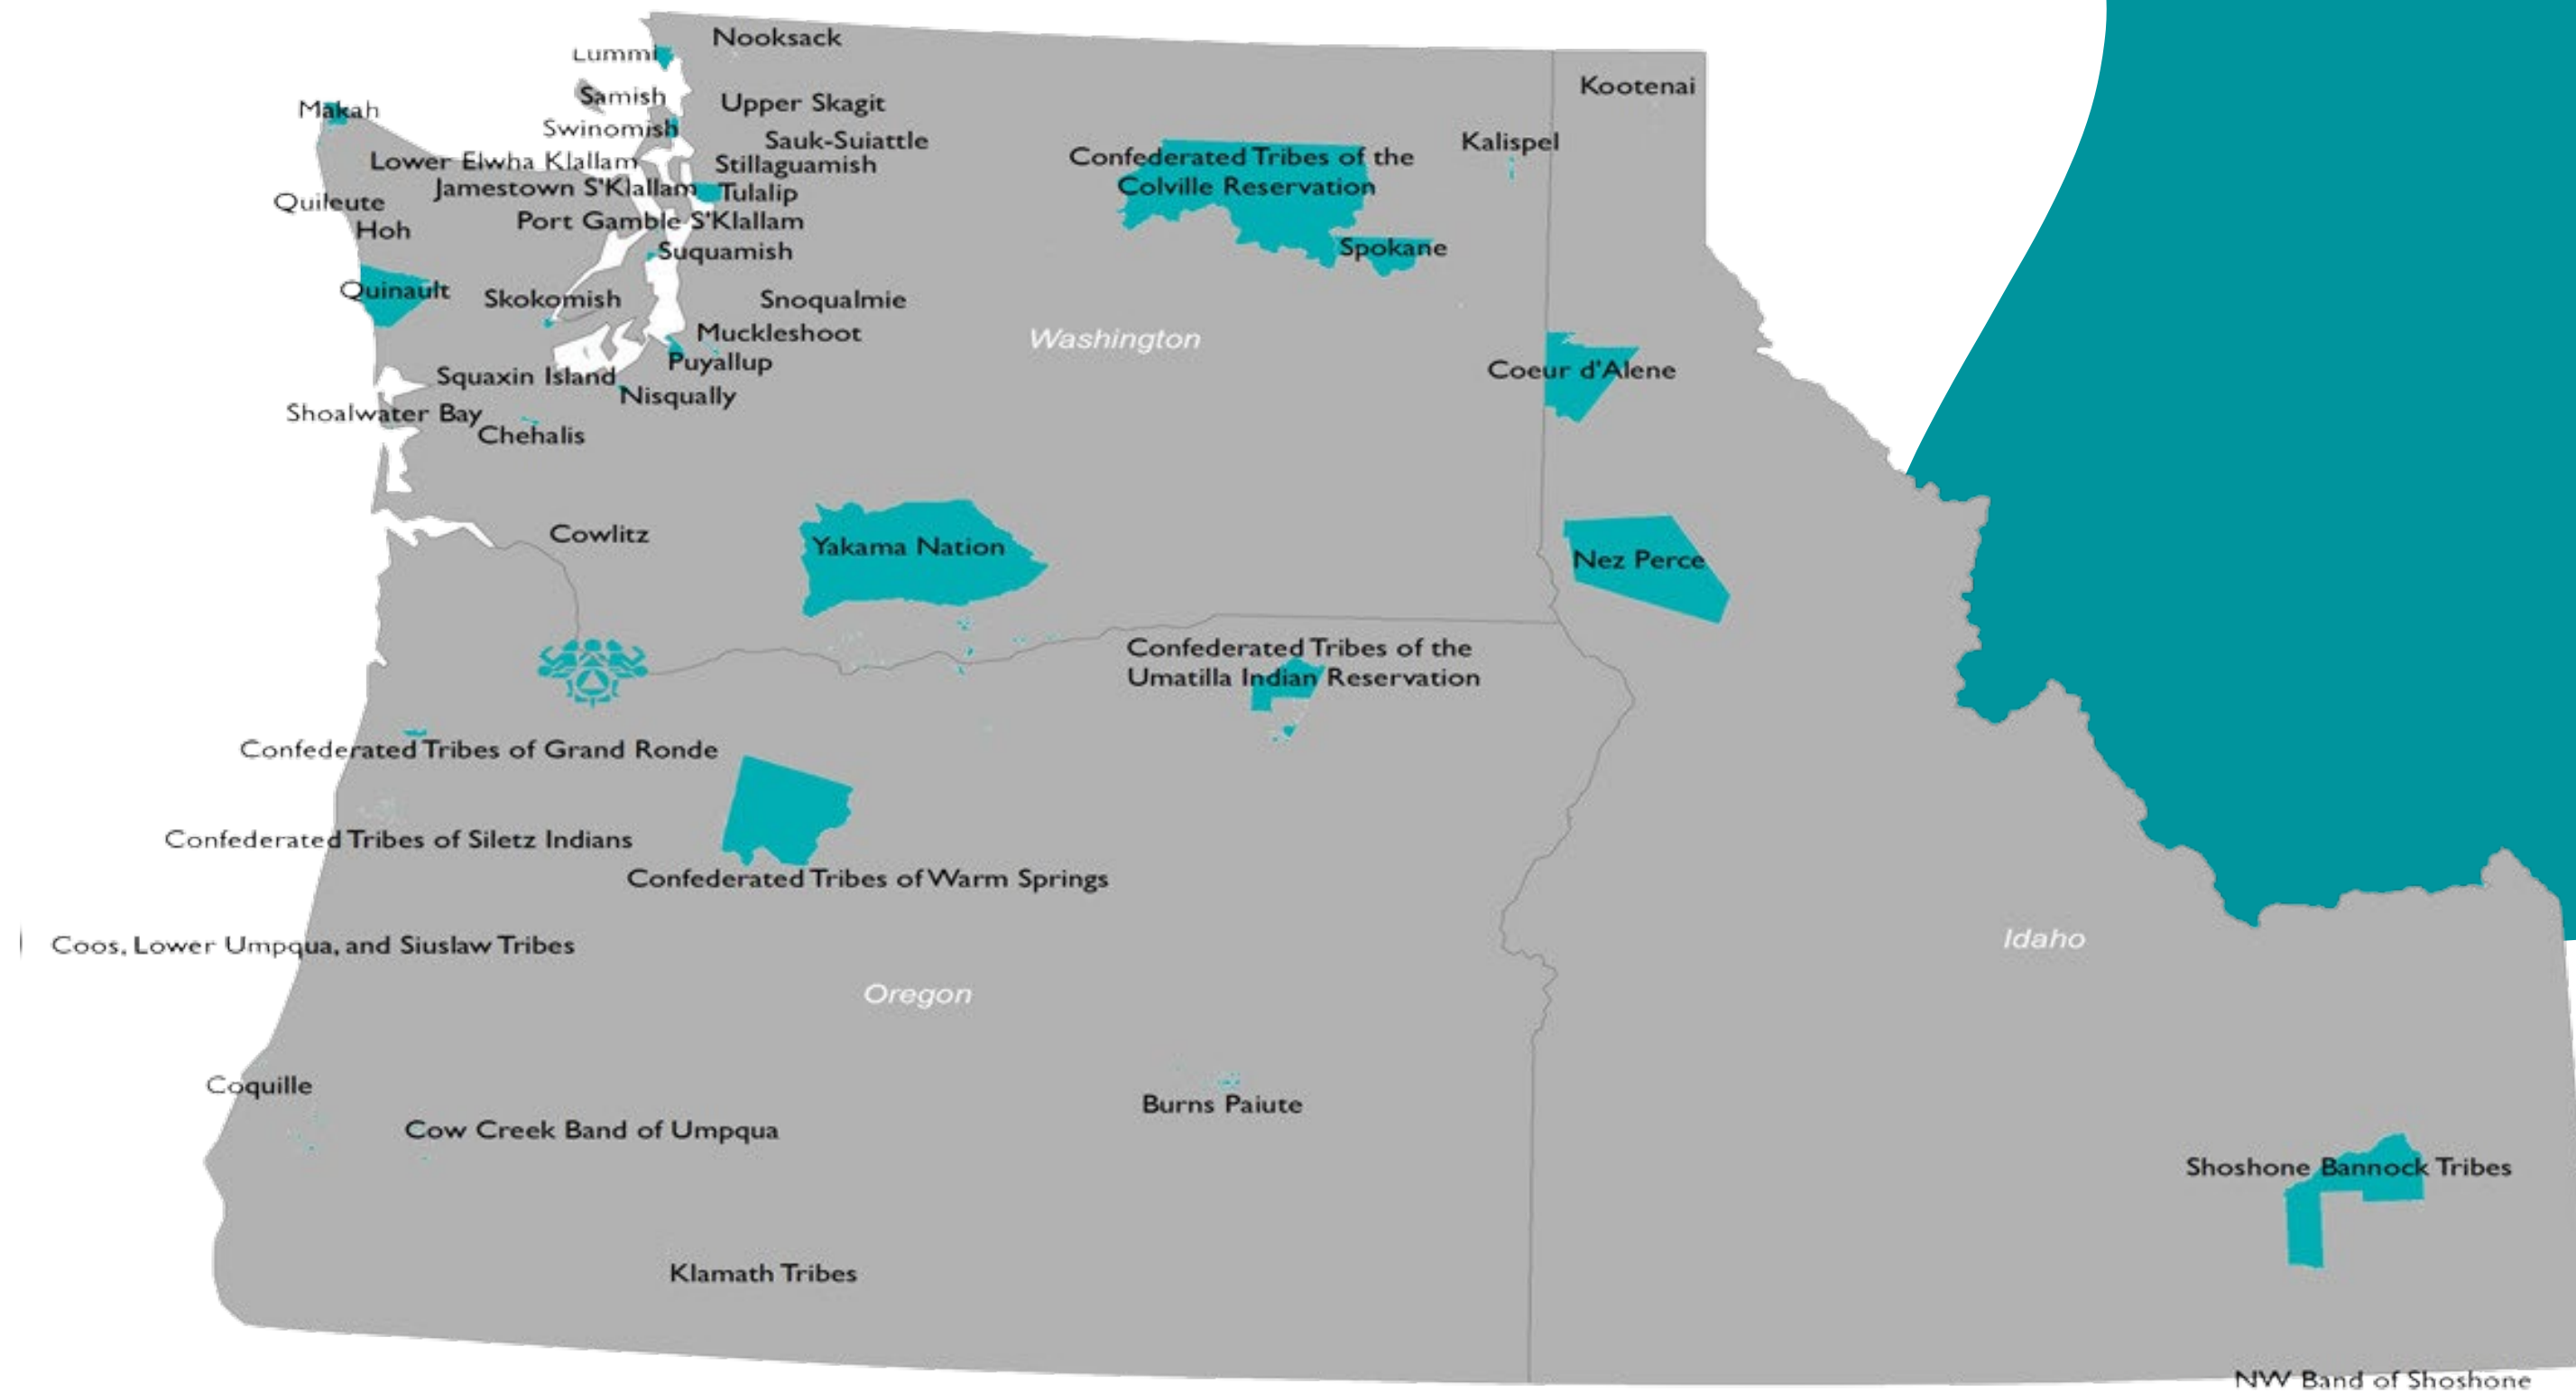 Nooksack
Lummi
Kootenai
Samish
Upper Skagit
Makah
Swinomish
Sauk-Suiattle
Kalispel
Confederated Tribes of the
Colville Reservation
Lower Elwha Klallam
Stillaguamish
Jamestown S'Klallam
Tulalip
Quileute
Port Gamble S'Klallam
Hoh
Suquamish
Spokane
Quinault
Skokomish
Snoqualmie
Muckleshoot
Washington
Puyallup
Coeur d'Alene
Squaxin Island
Nisqually
Shoalwater Bay
Chehalis
Cowlitz
Yakama Nation
Nez Perce
Confederated Tribes of the
Umatilla Indian Reservation
Confederated Tribes of Grand Ronde
Confederated Tribes of Siletz Indians
Confederated Tribes of Warm Springs
Coos, Lower Umpqua, and Siuslaw Tribes
Idaho
Oregon
Coquille
Burns Paiute
Cow Creek Band of Umpqua
Shoshone Bannock Tribes
Klamath Tribes
NW Band of Shoshone